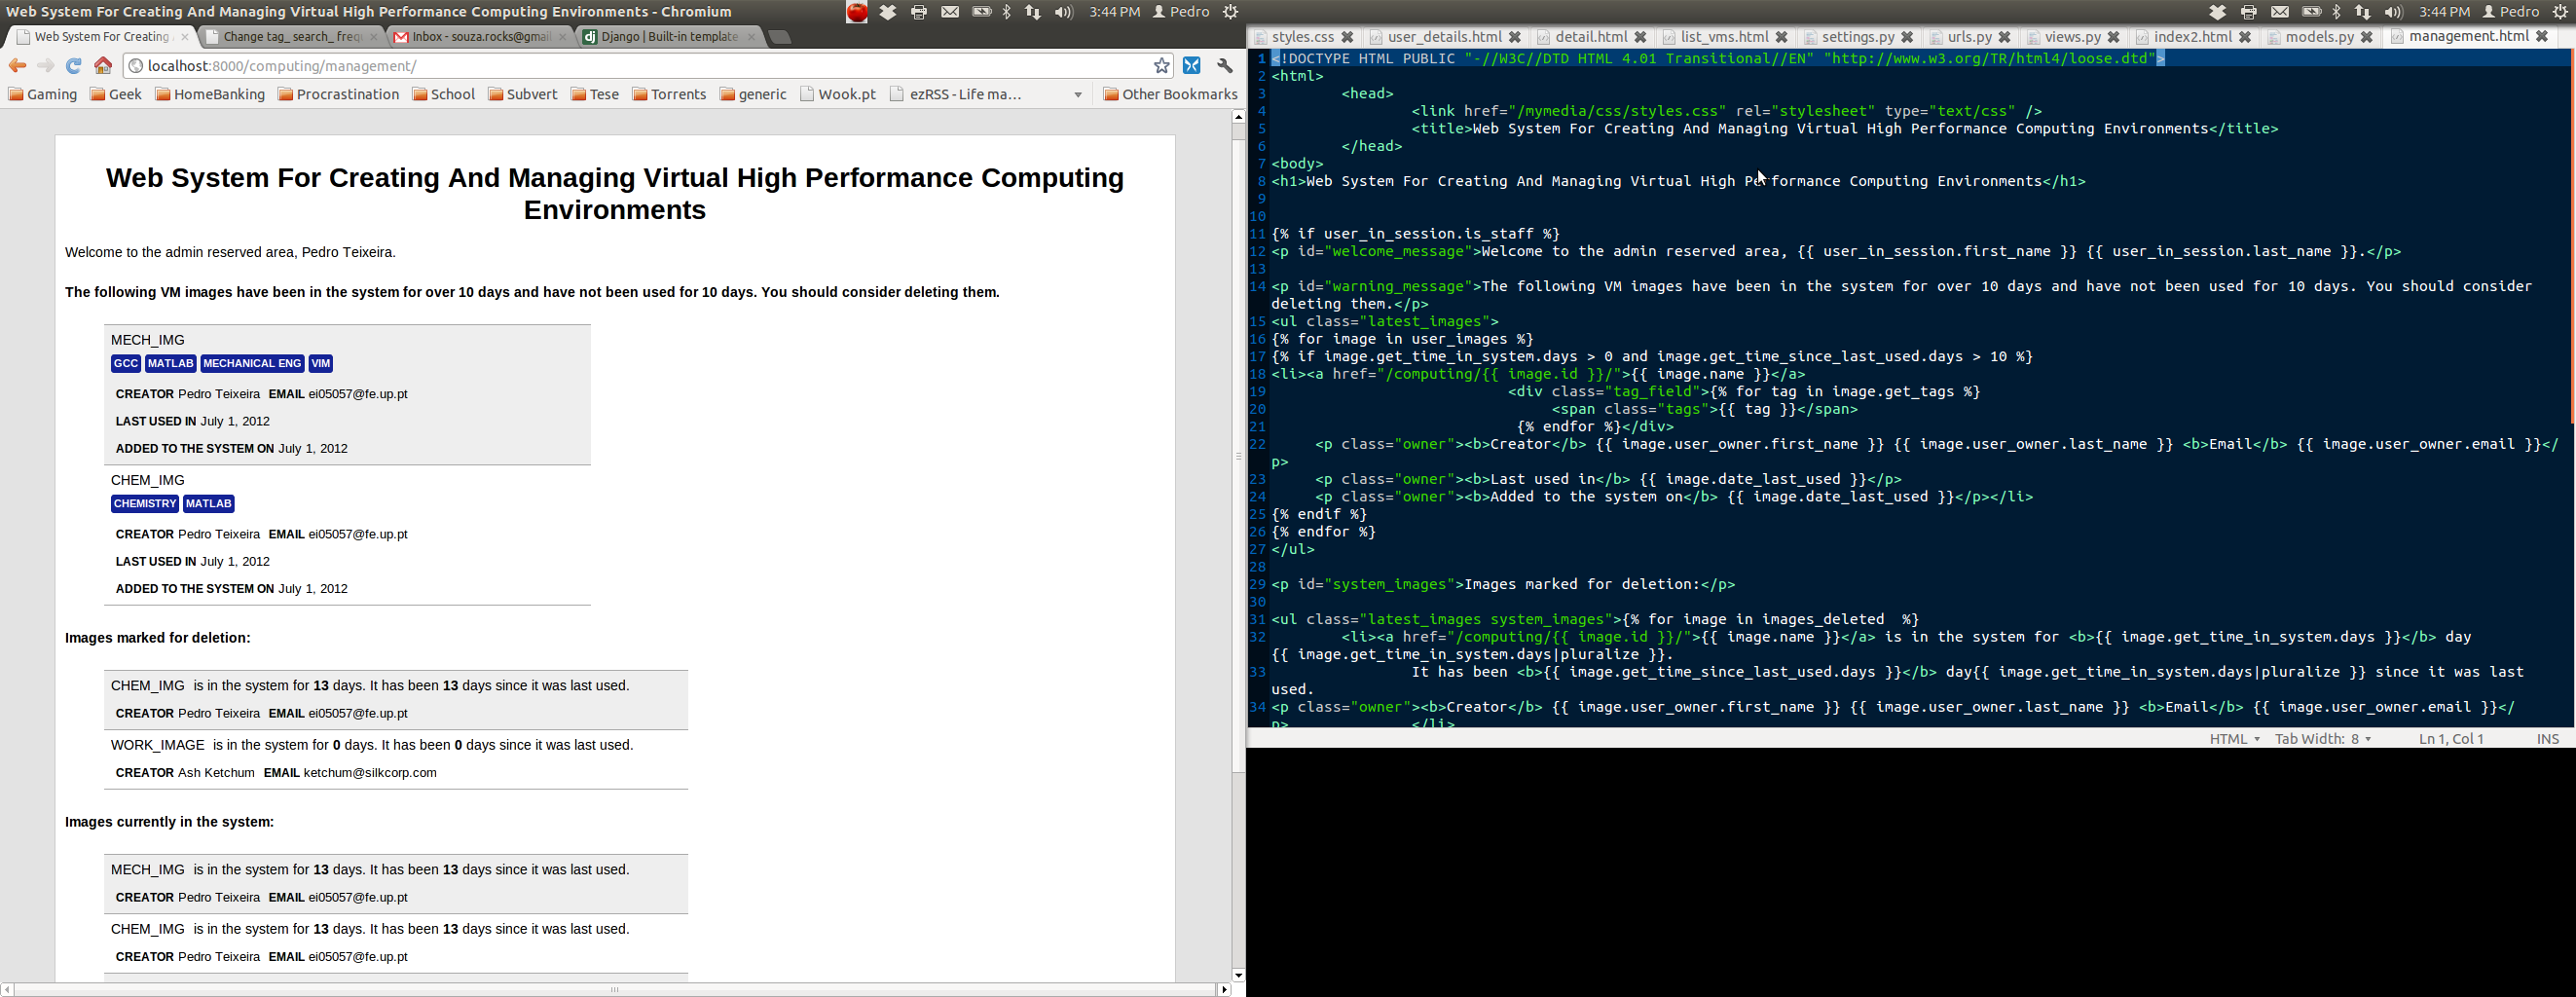 Web System For Creating And Managing Virtual High Performance Computing Environments - Chromium
3:44 PM Pedro
3:44 PM Pedro
Web System For Creating
Change tag_ search_ freq
Inbox - souza.rocks@gmail
Django | Built-in template
localhost:8000/computing/management/
Gaming Geek HomeBanking Procrastination School Subvert Tese Torrents generic Wook.pt ezRSS - Life ma... Other Bookmarks
Web System For Creating And Managing Virtual High Performance Computing
Environments
Welcome to the admin reserved area, Pedro Teixeira.
The following VM images have been in the system for over 10 days and have not been used for 10 days. You should consider deleting them.
MECH_IMG
GCC MATLAB MECHANICAL ENG VIM
CREATOR Pedro Teixeira EMAIL ei05057@fe.up.pt
LAST USED IN July 1, 2012
ADDED TO THE SYSTEM ON July 1, 2012
CHEM_IMG
CHEMISTRY MATLAB
CREATOR Pedro Teixeira EMAIL ei05057@fe.up.pt
LAST USED IN July 1, 2012
ADDED TO THE SYSTEM ON July 1, 2012
Images marked for deletion:
CHEM_IMG is in the system for 13 days. It has been 13 days since it was last used.
CREATOR Pedro Teixeira EMAIL ei05057@fe.up.pt
WORK_IMAGE is in the system for 0 days. It has been 0 days since it was last used.
CREATOR Ash Ketchum EMAIL ketchum@silkcorp.com
Images currently in the system:
MECH_IMG is in the system for 13 days. It has been 13 days since it was last used.
CREATOR Pedro Teixeira EMAIL ei05057@fe.up.pt
CHEM_IMG is in the system for 13 days. It has been 13 days since it was last used.
CREATOR Pedro Teixeira EMAIL ei05057@fe.up.pt
styles.css user_details.html detail.html list_vms.html settings.py urls.py views.py index2.html models.py management.html
1 <!DOCTYPE HTML PUBLIC "-//W3C//DTD HTML 4.01 Transitional//EN" "http://www.w3.org/TR/html4/loose.dtd">
2 <html>
3 <head>
4 <link href="/mymedia/css/styles.css" rel="stylesheet" type="text/css" />
5 <title>Web System For Creating And Managing Virtual High Performance Computing Environments</title>
6 </head>
7 <body>
8 <h1>Web System For Creating And Managing Virtual High Performance Computing Environments</h1>
9
10
11 {% if user_in_session.is_staff %}
12 <p id="welcome_message">Welcome to the admin reserved area, {{ user_in_session.first_name }} {{ user_in_session.last_name }}.</p>
13
14 <p id="warning_message">The following VM images have been in the system for over 10 days and have not been used for 10 days. You should consider
deleting them.</p>
15 <ul class="latest_images">
16 {% for image in user_images %}
17 {% if image.get_time_in_system.days > 0 and image.get_time_since_last_used.days > 10 %}
18 <li><a href="/computing/{{ image.id }}/">{{ image.name }}</a>
19 <div class="tag_field">{% for tag in image.get_tags %}
20 <span class="tags">{{ tag }}</span>
21 {% endfor %}</div>
22 <p class="owner"><b>Creator</b> {{ image.user_owner.first_name }} {{ image.user_owner.last_name }} <b>Email</b> {{ image.user_owner.email }}</
p>
23 <p class="owner"><b>Last used in</b> {{ image.date_last_used }}</p>
24 <p class="owner"><b>Added to the system on</b> {{ image.date_last_used }}</p></li>
25 {% endif %}
26 {% endfor %}
27 </ul>
28
29 <p id="system_images">Images marked for deletion:</p>
30
31 <ul class="latest_images system_images">{% for image in images_deleted %}
32 <li><a href="/computing/{{ image.id }}/">{{ image.name }}</a> is in the system for <b>{{ image.get_time_in_system.days }}</b> day
{{ image.get_time_in_system.days|pluralize }}.
33 It has been <b>{{ image.get_time_since_last_used.days }}</b> day{{ image.get_time_in_system.days|pluralize }} since it was last
used.
34 <p class="owner"><b>Creator</b> {{ image.user_owner.first_name }} {{ image.user_owner.last_name }} <b>Email</b> {{ image.user_owner.email }}</
p> </li>
HTML Tab Width: 8 Ln 1, Col 1 INS